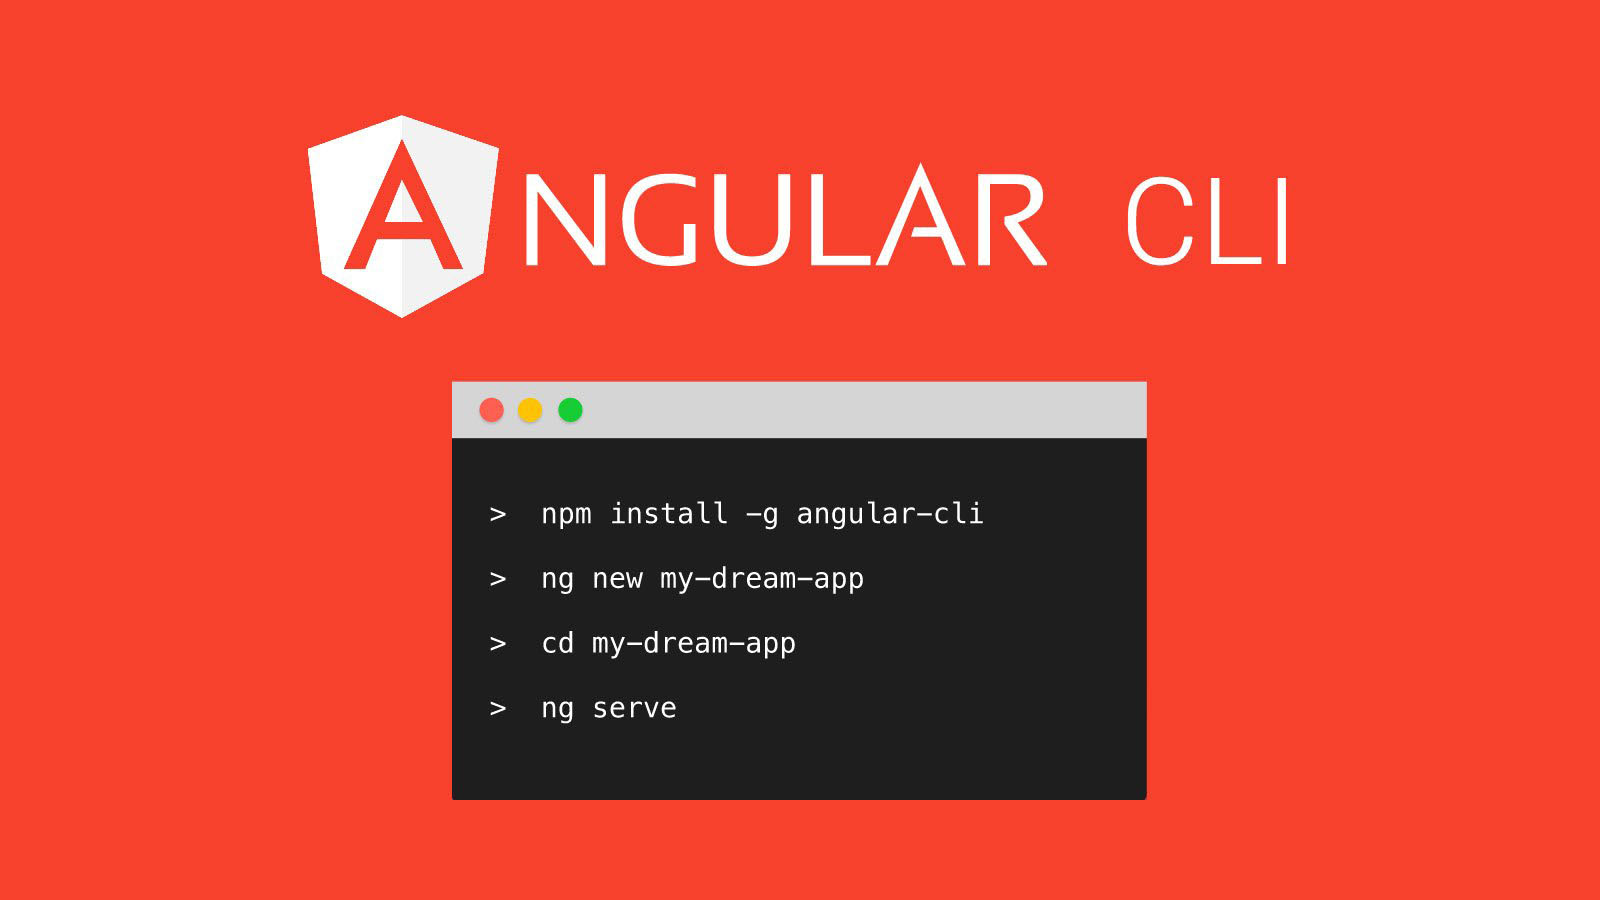 ANGULAR CLI
> npm install -g angular-cli
> ng new my-dream-app
> cd my-dream-app
> ng serve